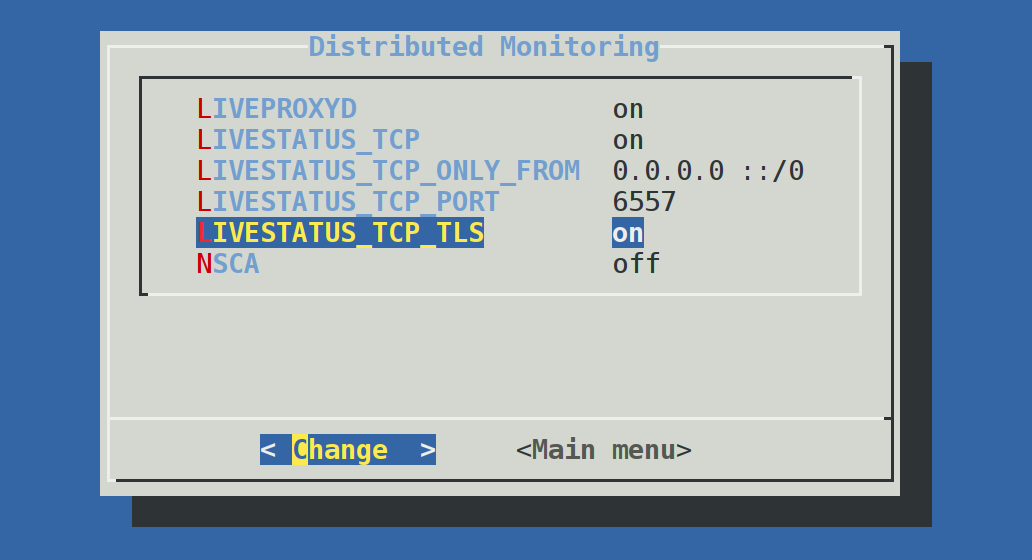 Distributed Monitoring
LIVEPROXYD on
LIVESTATUS_TCP on
LIVESTATUS_TCP_ONLY_FROM 0.0.0.0 ::/0
LIVESTATUS_TCP_PORT 6557
LIVESTATUS_TCP_TLS on
NSCA off
< Change > <Main menu>